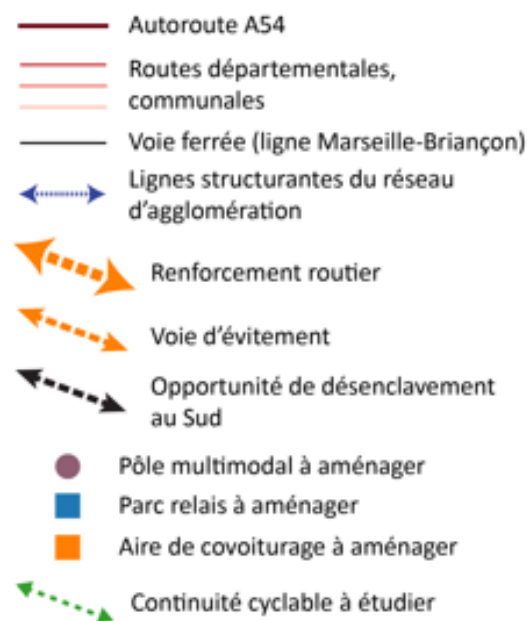 Autoroute A54
Routes départementales,
communales
Voie ferrée (ligne Marseille-Briançon)
Lignes structurantes du réseau
d'agglomération
Renforcement routier
Voie d'évitement
Opportunité de désenclavement
au Sud
Pôle multimodal à aménager
Parc relais à aménager
Aire de covoiturage à aménager
Continuité cyclable à étudier